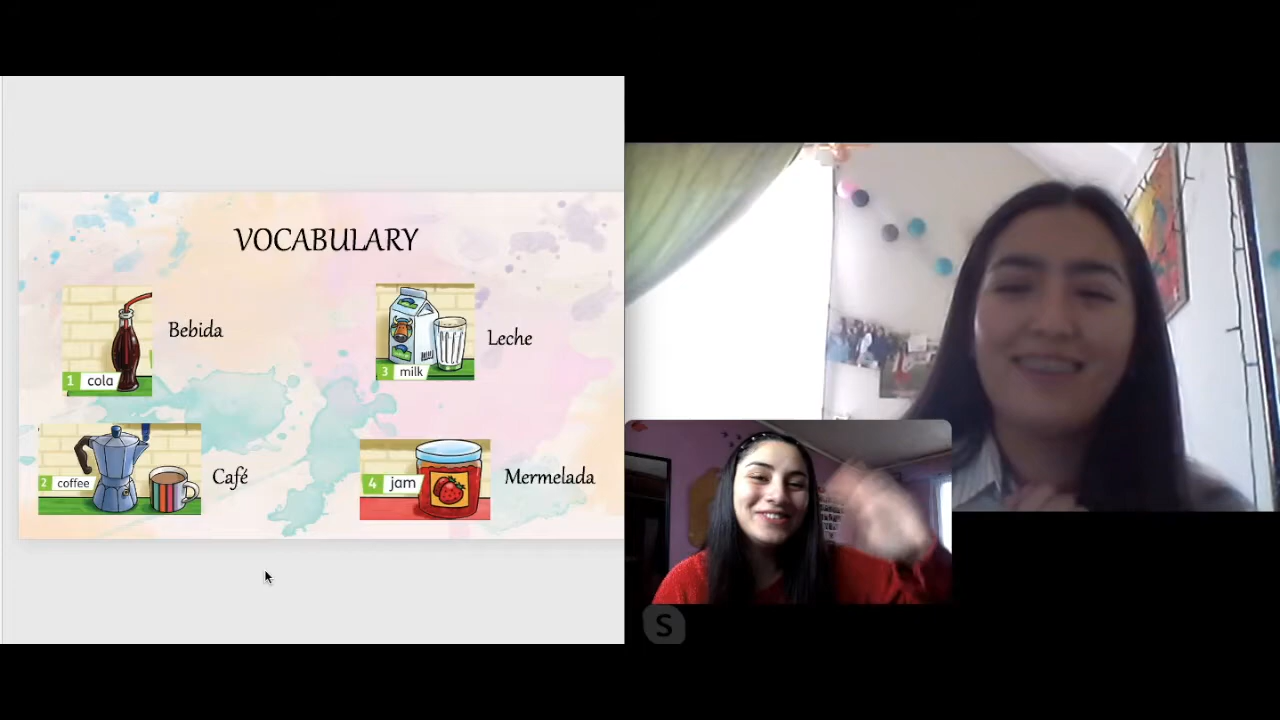 VOCABULARY
1 cola
Bebida
3 milk
Leche
2 coffee
Café
4 jam
Mermelada
S